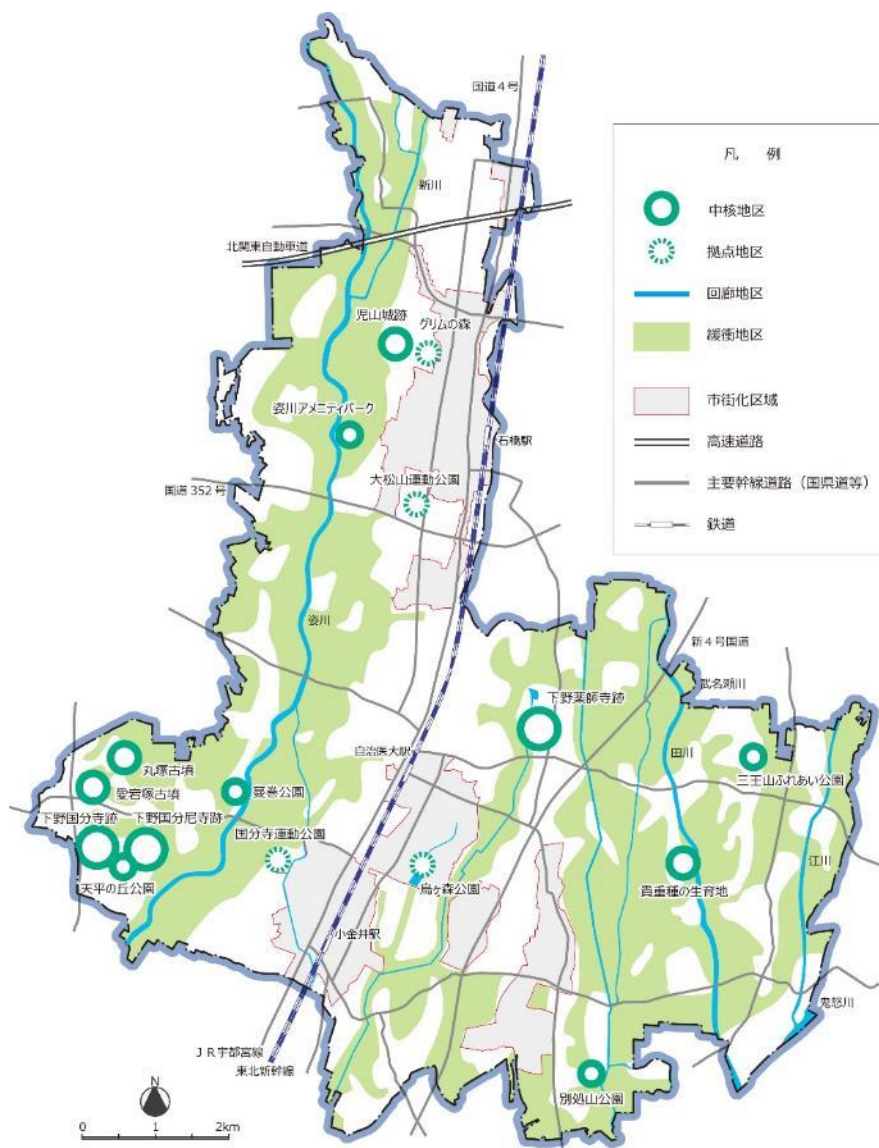 国道4号
新川
北関東自動車道
児山城跡
グリムの森
姿川アメニティパーク
石橋駅
大松山運動公園
国道352号
姿川
新4号国道
武名瀬川
下野薬師寺跡
田川
自治医大駅
丸塚古墳
愛宕塚古墳
蔓巻公園
三王山ふれあい公園
下野国分寺跡
下野国分尼寺跡
国分寺運動公園
江川
天平の丘公園
烏ヶ森公園
貴重種の生育地
小金井駅
鬼怒川
JR宇都宮線
東北新幹線
別処山公園
N
0 1 2km
凡 例
中核地区
拠点地区
回廊地区
緩衝地区
市街化区域
高速道路
主要幹線道路（国県道等）
鉄道